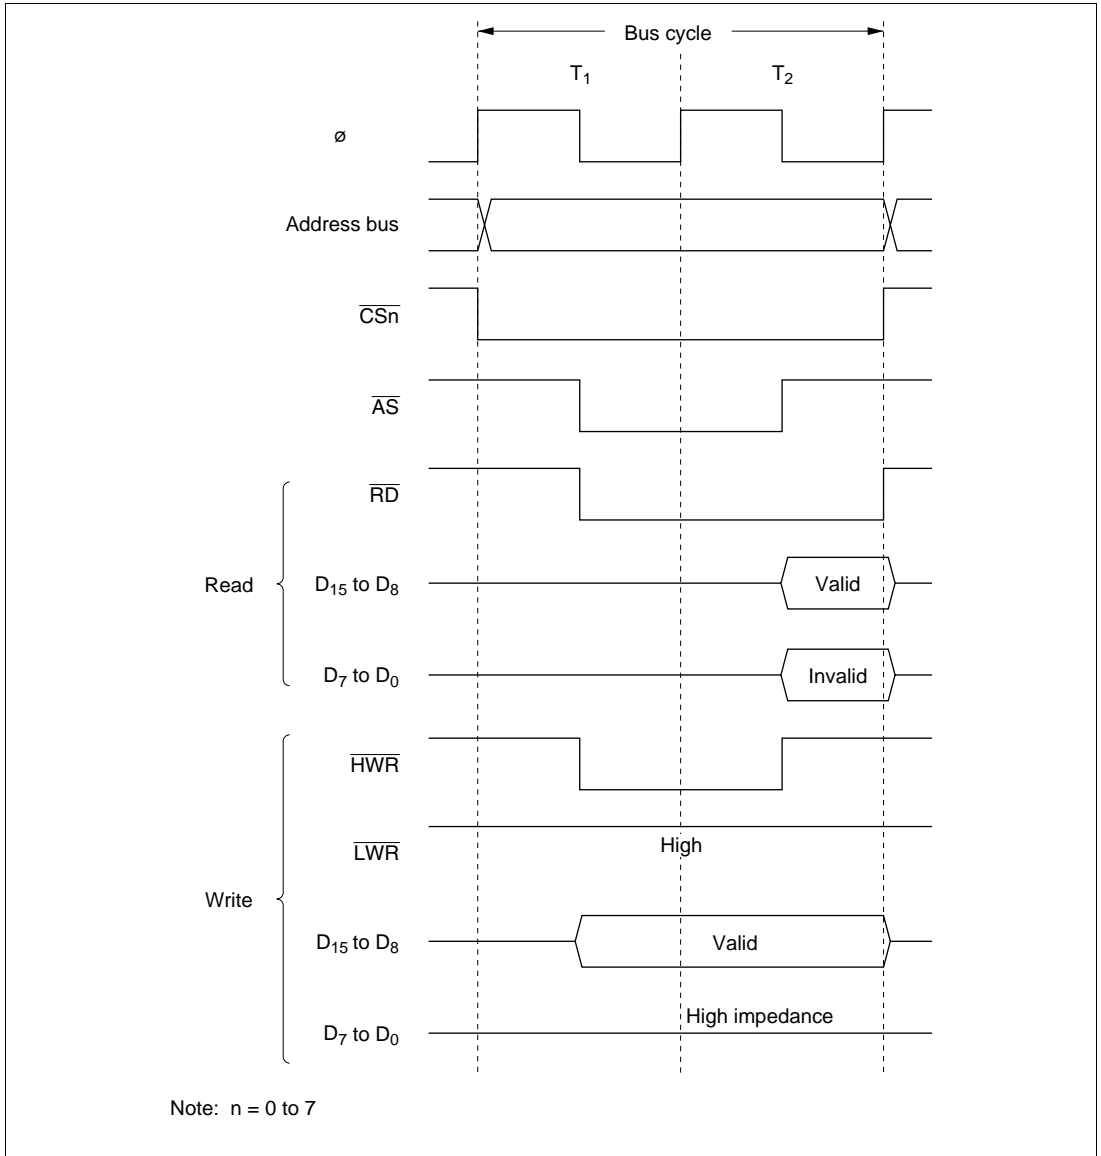 Bus cycle
T1 T2
ø
Address bus
CSn
AS
RD
Read D15 to D8 Valid
D7 to D0 Invalid
HWR
LWR High
Write
D15 to D8 Valid
D7 to D0 High impedance
Note: n = 0 to 7